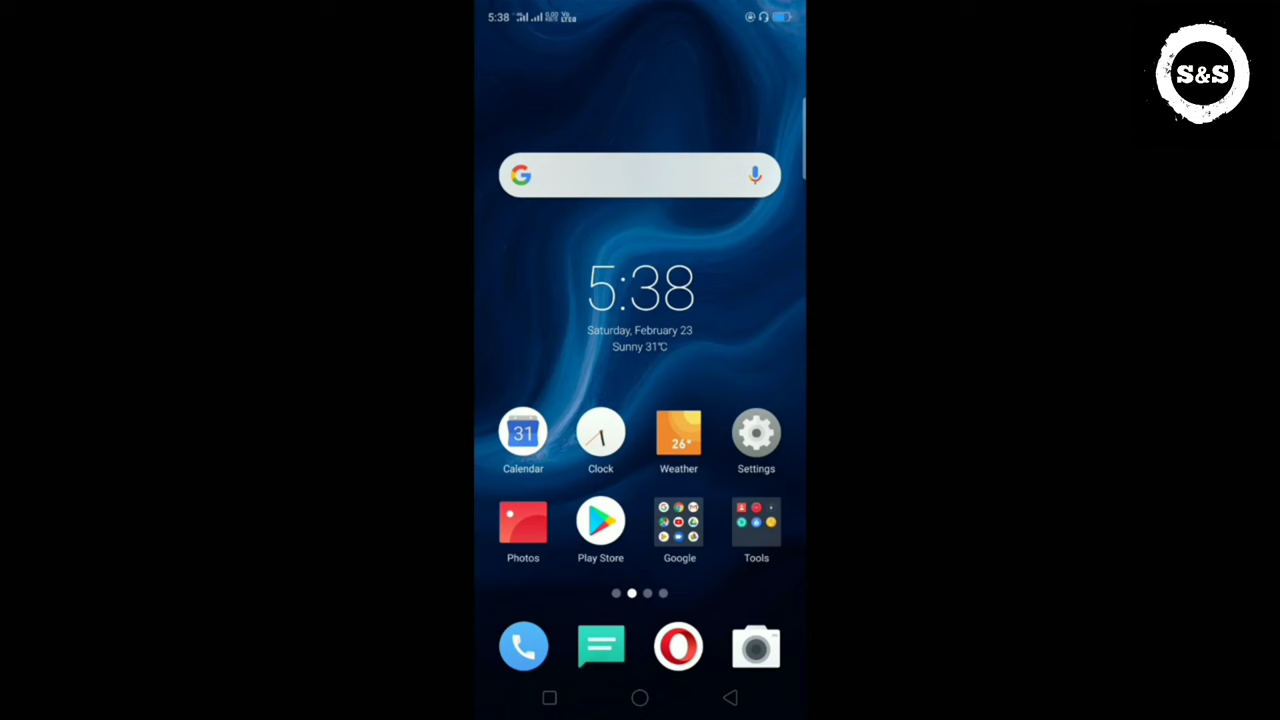 5:38
S&S
5:38
Saturday, February 23
Sunny 31°C
31
26°
Calendar Clock Weather Settings
Photos Play Store Google Tools